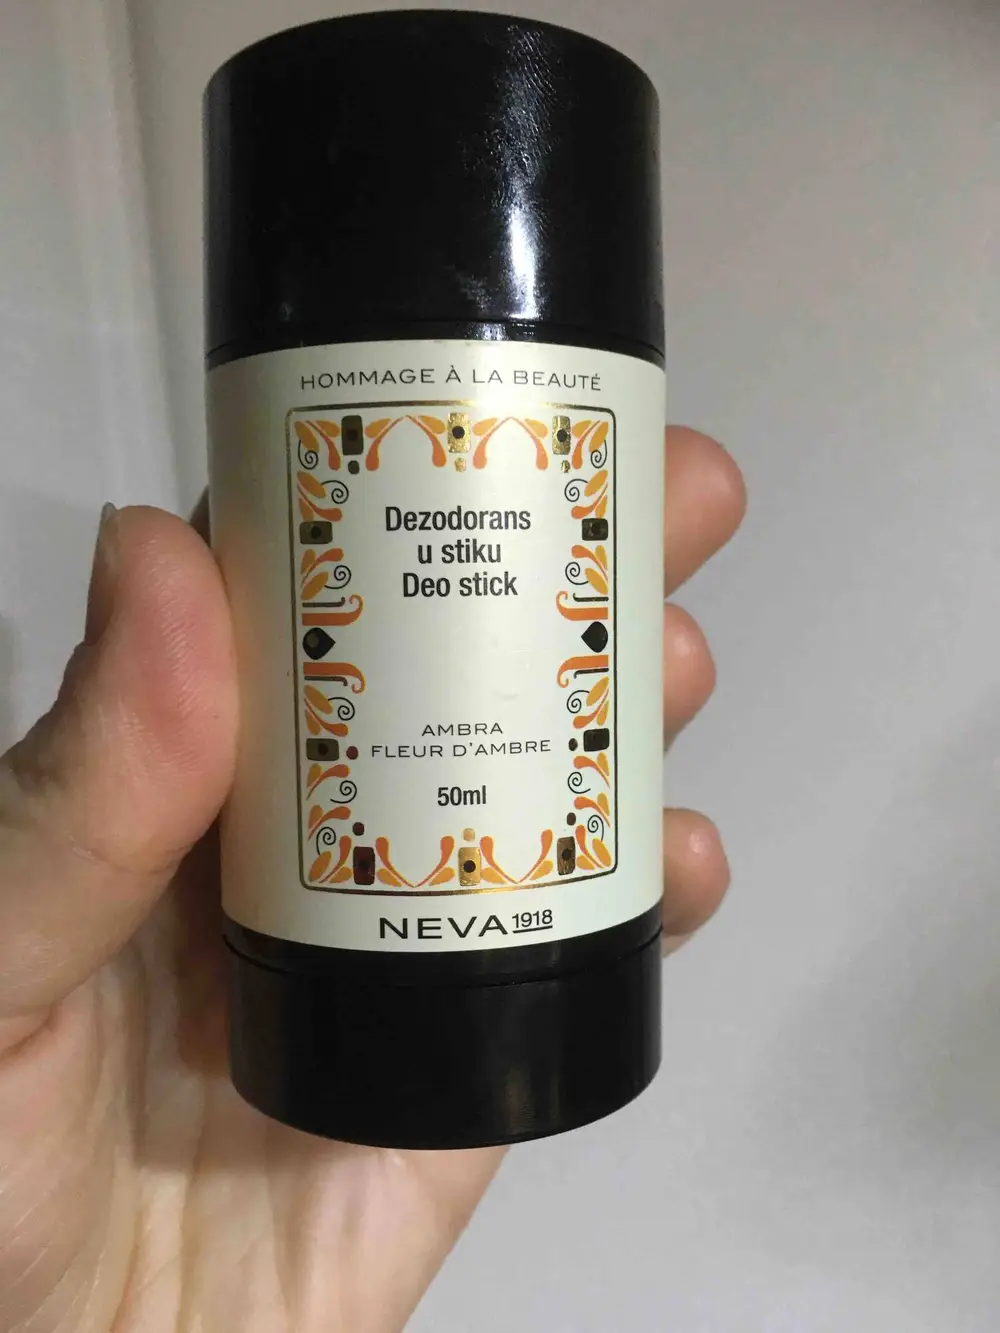 HOMMAGE À LA BEAUTÉ
Dezodorans
u stiku
Deo stick
AMBRA
FLEUR D'AMBRE
50ml
NEVA 1918